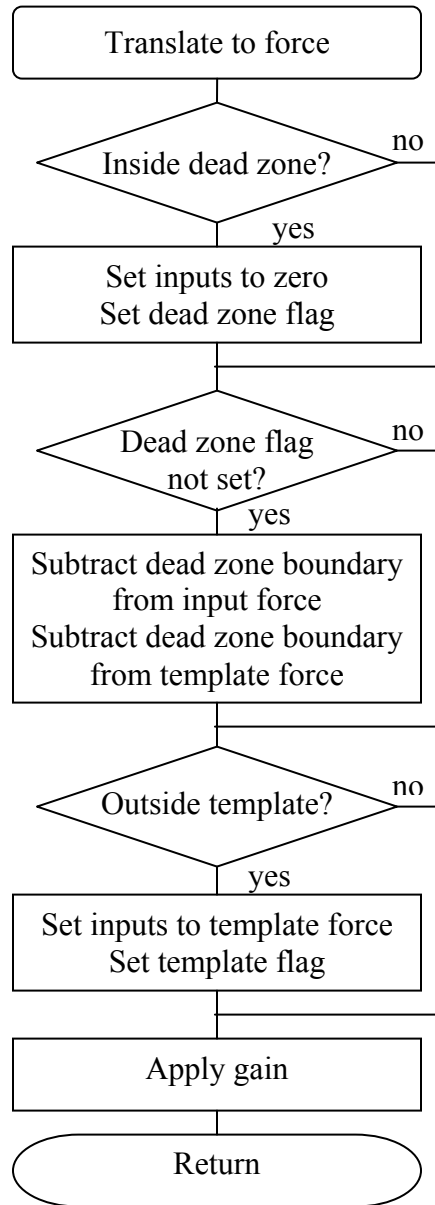 Translate to force
Inside dead zone?
no
yes
Set inputs to zero
Set dead zone flag
Dead zone flag
not set?
no
yes
Subtract dead zone boundary
from input force
Subtract dead zone boundary
from template force
Outside template?
no
yes
Set inputs to template force
Set template flag
Apply gain
Return